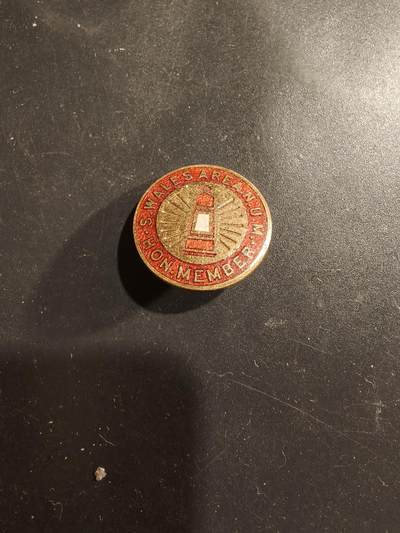 S. WALES AREA N.U.M.
HON. MEMBER